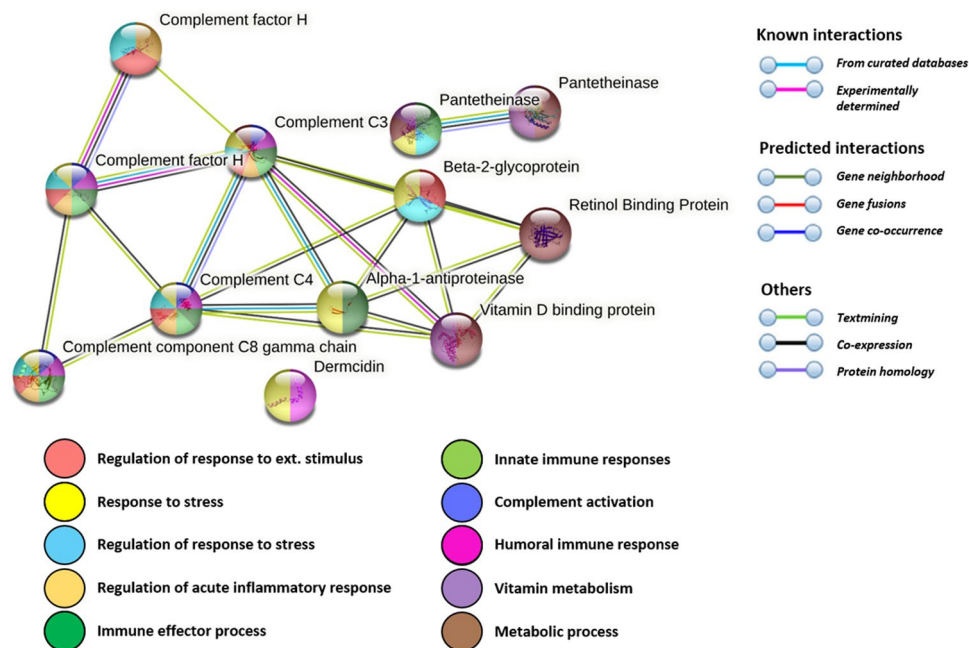 Complement factor H
Pantetheinase
Pantetheinase
Complement C3
Complement factor H
Beta-2-glycoprotein
Retinol Binding Protein
Complement C4
Alpha-1-antiproteinase
Vitamin D binding protein
Complement component C8 gamma chain
Dermcidin
Known interactions
From curated databases
Experimentally
determined
Predicted interactions
Gene neighborhood
Gene fusions
Gene co-occurrence
Others
Textmining
Co-expression
Protein homology
Regulation of response to ext. stimulus
Response to stress
Regulation of response to stress
Regulation of acute inflammatory response
Immune effector process
Innate immune responses
Complement activation
Humoral immune response
Vitamin metabolism
Metabolic process